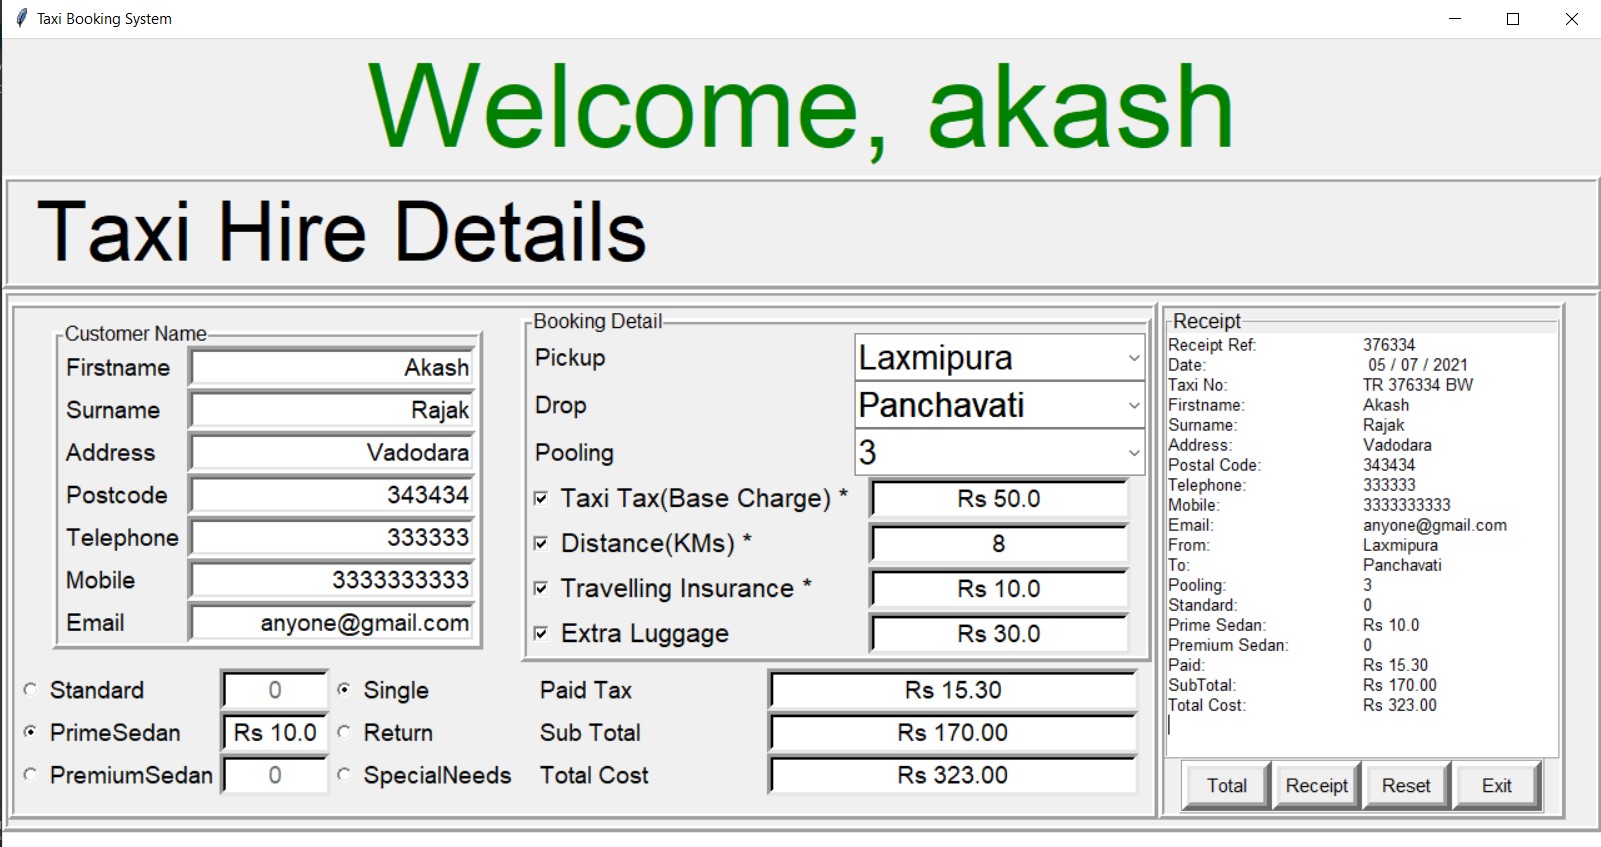 Taxi Booking System
Welcome, akash
Taxi Hire Details
Customer Name
Firstname Akash
Surname Rajak
Address Vadodara
Postcode 343434
Telephone 333333
Mobile 3333333333
Email anyone@gmail.com
Standard 0 Single
PrimeSedan Rs 10.0 Return
PremiumSedan 0 SpecialNeeds
Booking Detail
Pickup Laxmipura
Drop Panchavati
Pooling 3
Taxi Tax(Base Charge) * Rs 50.0
Distance(KMs) * 8
Travelling Insurance * Rs 10.0
Extra Luggage Rs 30.0
Paid Tax Rs 15.30
Sub Total Rs 170.00
Total Cost Rs 323.00
Receipt
Receipt Ref: 376334
Date: 05 / 07 / 2021
Taxi No: TR 376334 BW
Firstname: Akash
Surname: Rajak
Address: Vadodara
Postal Code: 343434
Telephone: 333333
Mobile: 3333333333
Email: anyone@gmail.com
From: Laxmipura
To: Panchavati
Pooling: 3
Standard: 0
Prime Sedan: Rs 10.0
Premium Sedan: 0
Paid: Rs 15.30
SubTotal: Rs 170.00
Total Cost: Rs 323.00
Total Receipt Reset Exit